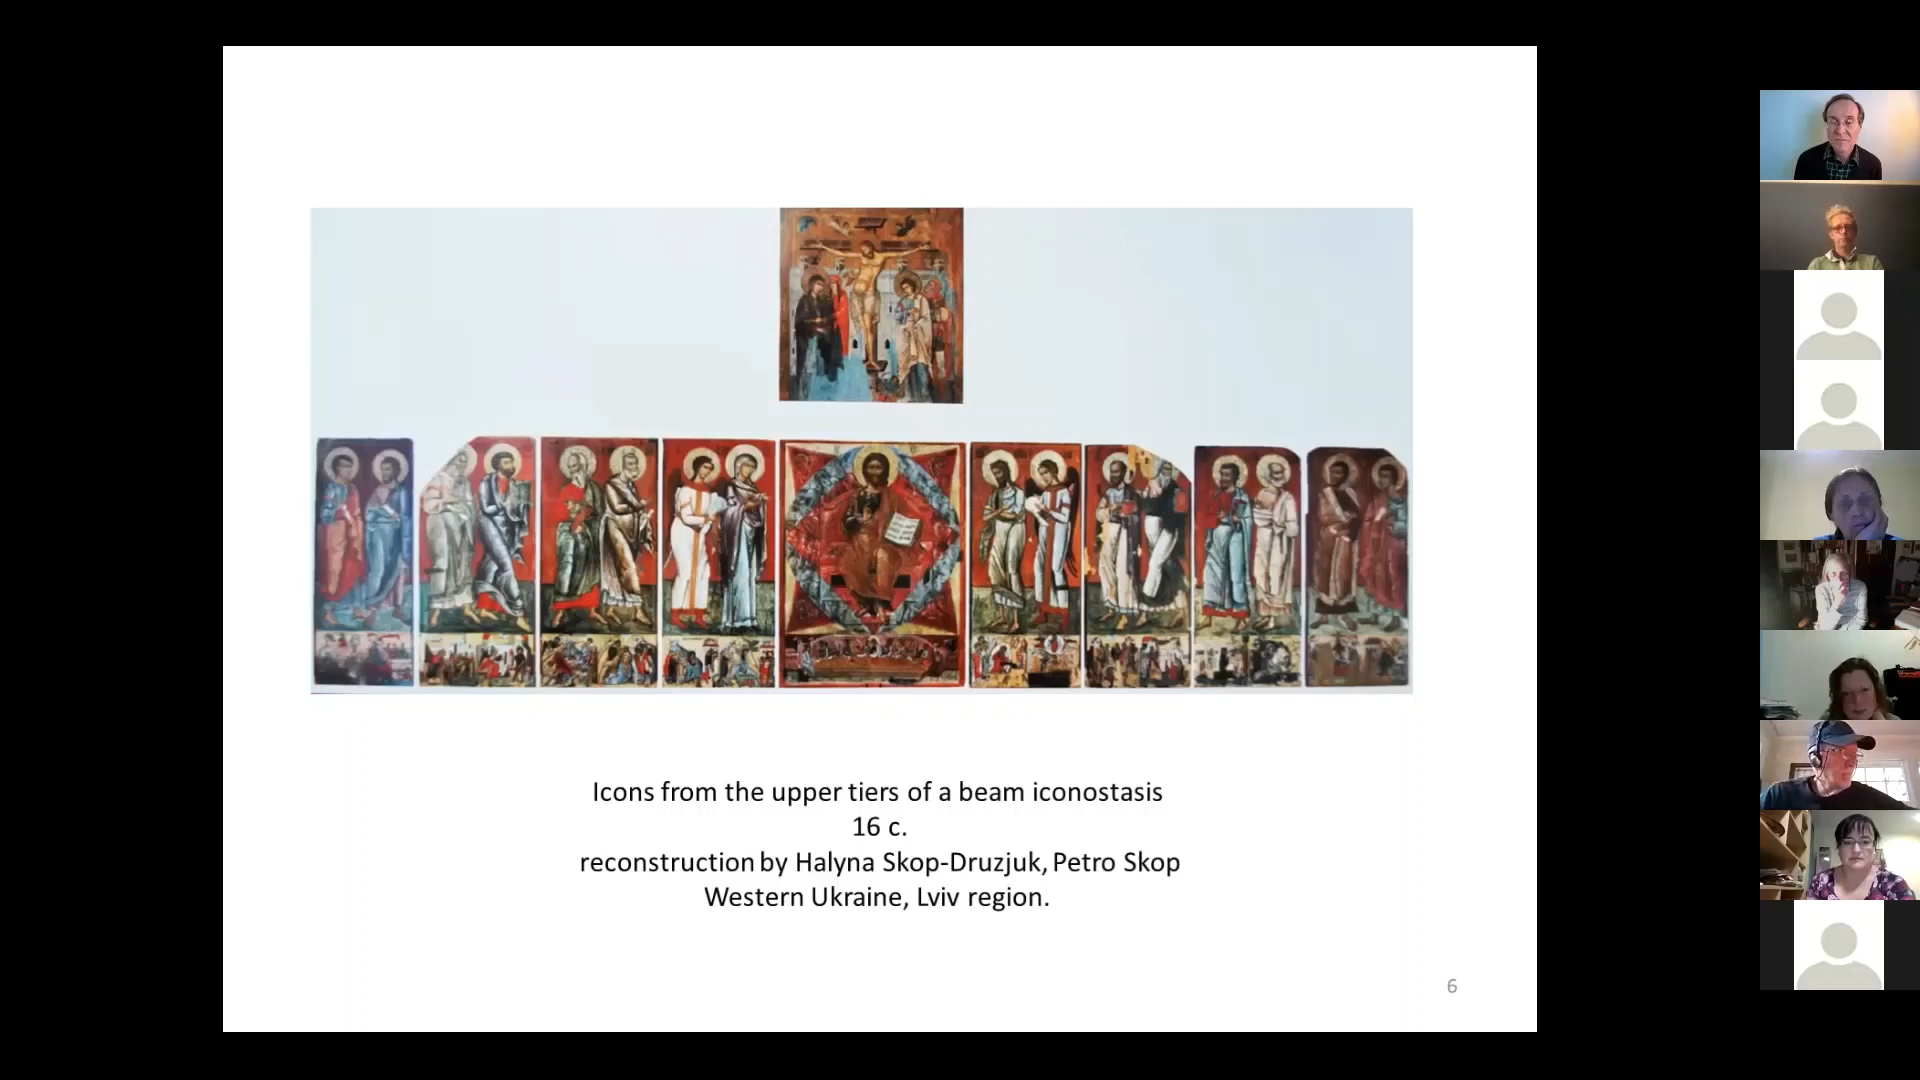 Icons from the upper tiers of a beam iconostasis
16 c.
reconstruction by Halyna Skop-Druzjuk, Petro Skop
Western Ukraine, Lviv region.
6